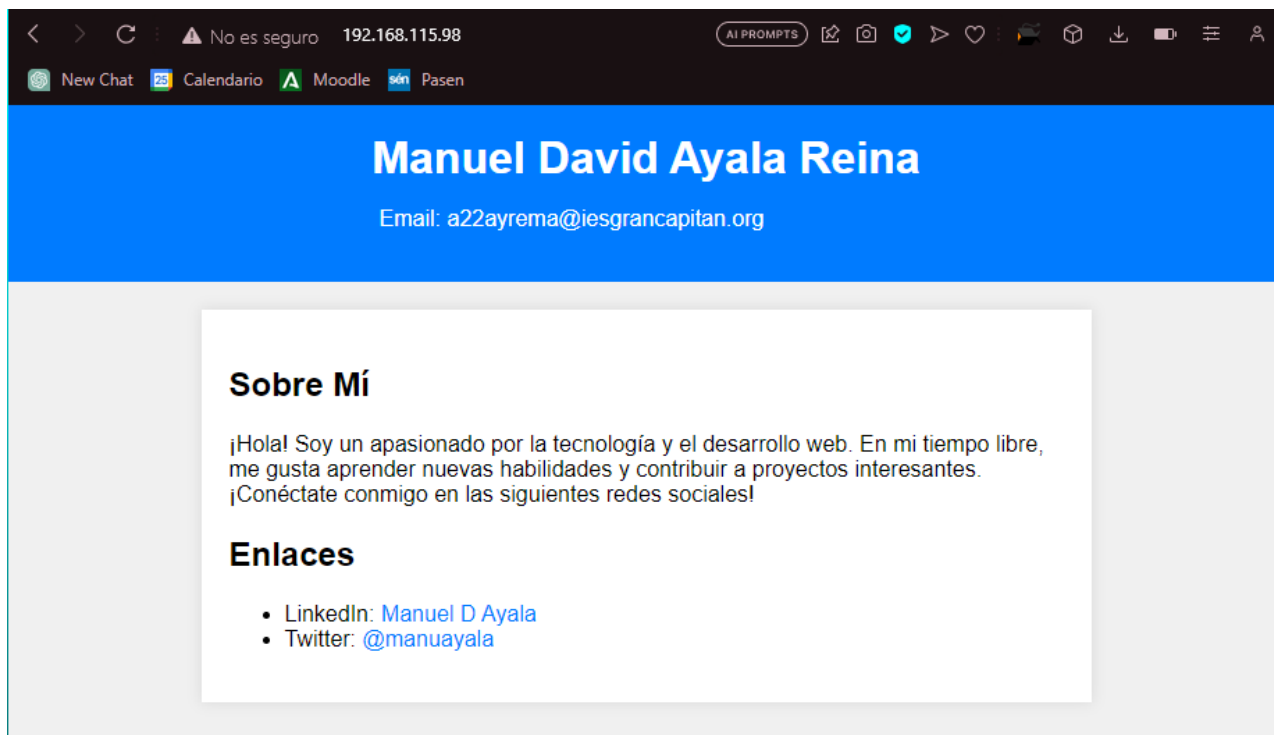 No es seguro 192.168.115.98 AI PROMPTS
New Chat 25 Calendario Moodle sén Pasen
Manuel David Ayala Reina
Email: a22ayrema@iesgrancapitan.org
Sobre Mí
¡Hola! Soy un apasionado por la tecnología y el desarrollo web. En mi tiempo libre,
me gusta aprender nuevas habilidades y contribuir a proyectos interesantes.
¡Conéctate conmigo en las siguientes redes sociales!
Enlaces
• LinkedIn: Manuel D Ayala
• Twitter: @manuayala